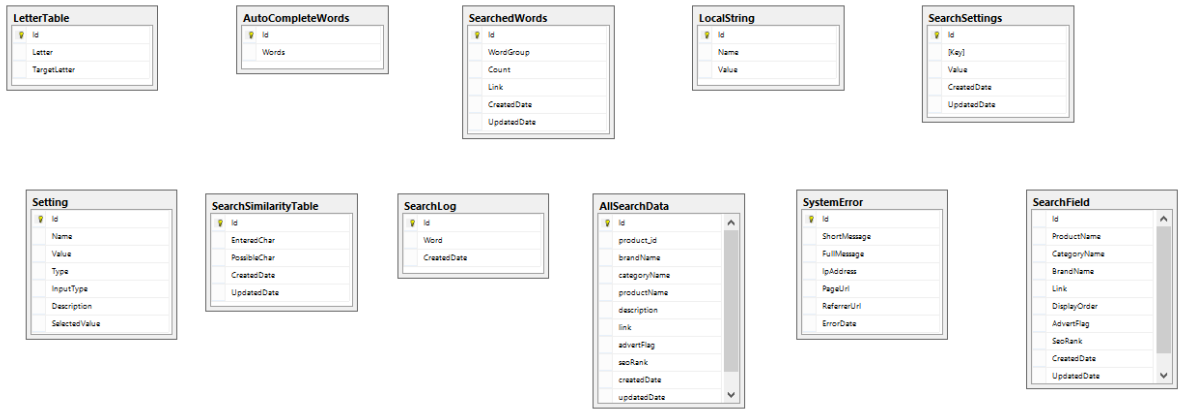 LetterTable
Id
Letter
TargetLetter
AutoCompleteWords
Id
Words
SearchedWords
Id
WordGroup
Count
Link
CreatedDate
UpdatedDate
LocalString
Id
Name
Value
SearchSettings
Id
[Key]
Value
CreatedDate
UpdatedDate
Setting
Id
Name
Value
Type
InputType
Description
SelectedValue
SearchSimilarityTable
Id
EnteredChar
PossibleChar
CreatedDate
UpdatedDate
SearchLog
Id
Word
CreatedDate
AllSearchData
Id
product_id
brandName
categoryName
productName
description
link
advertFlag
seoRank
createdDate
updatedDate
SystemError
Id
ShortMessage
FullMessage
IpAddress
PageUrl
ReferrerUrl
ErrorDate
SearchField
Id
ProductName
CategoryName
BrandName
Link
DisplayOrder
AdvertFlag
SeoRank
CreatedDate
UpdatedDate